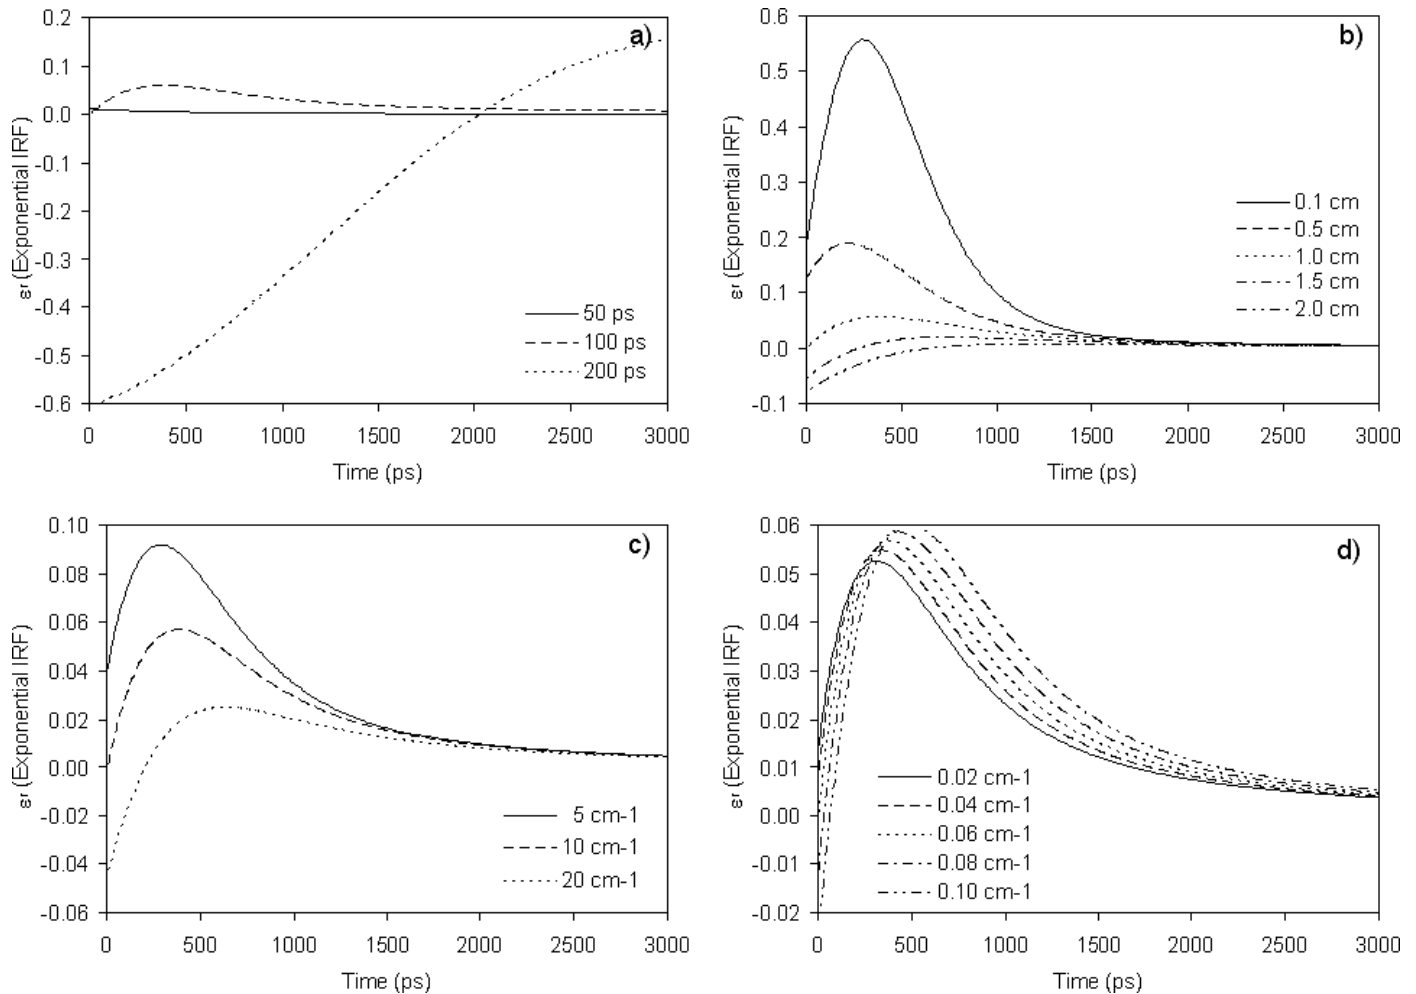 a)
εr (Exponential IRF)
0.2
0.1
0.0
-0.1
-0.2
-0.3
-0.4
-0.5
-0.6
50 ps
100 ps
200 ps
0 500 1000 1500 2000 2500 3000
Time (ps)
b)
εr (Exponential IRF)
0.6
0.5
0.4
0.3
0.2
0.1
0.0
-0.1
0.1 cm
0.5 cm
1.0 cm
1.5 cm
2.0 cm
0 500 1000 1500 2000 2500 3000
Time (ps)
c)
εr (Exponential IRF)
0.10
0.08
0.06
0.04
0.02
0.00
-0.02
-0.04
-0.06
5 cm-1
10 cm-1
20 cm-1
0 500 1000 1500 2000 2500 3000
Time (ps)
d)
εr (Exponential IRF)
0.06
0.05
0.04
0.03
0.02
0.01
0.00
-0.01
-0.02
0.02 cm-1
0.04 cm-1
0.06 cm-1
0.08 cm-1
0.10 cm-1
0 500 1000 1500 2000 2500 3000
Time (ps)